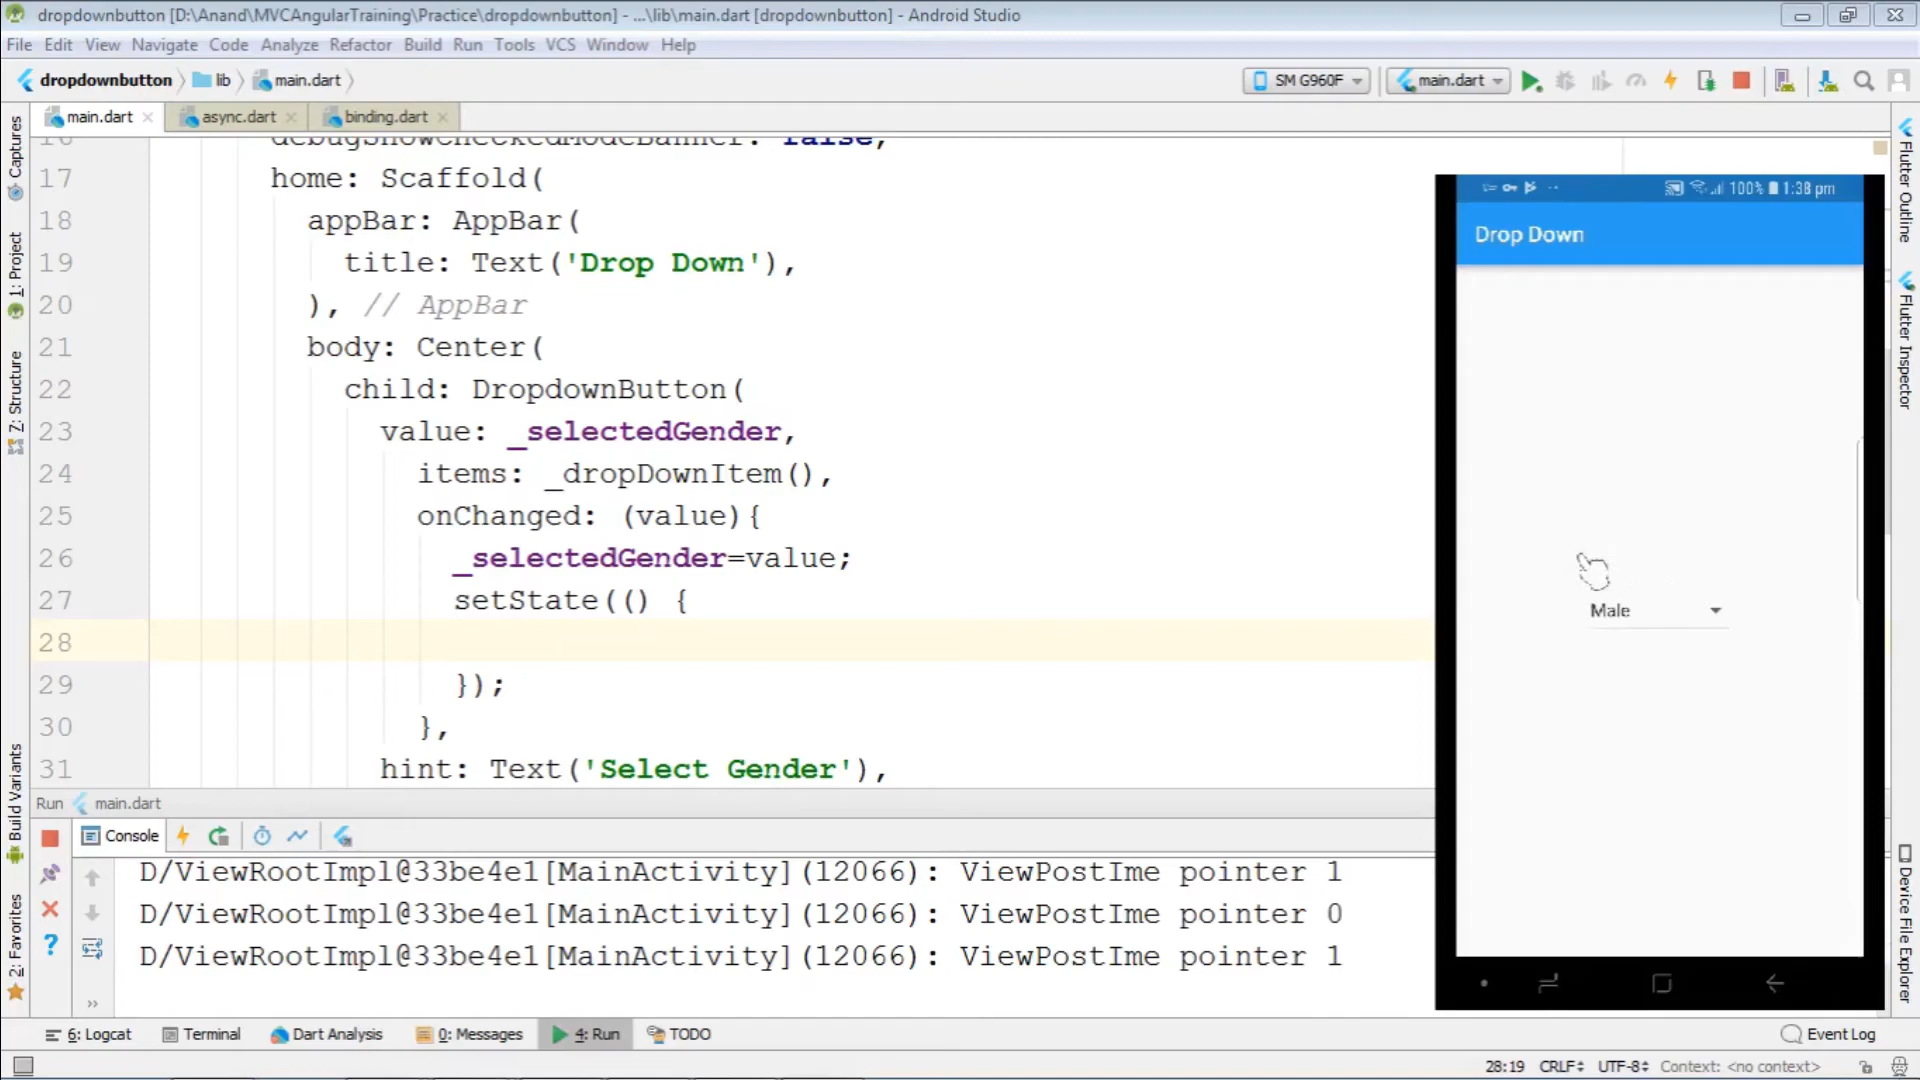 dropdownbutton [D:\Anand\MVCAngularTraining\Practice\dropdownbutton] - ...\lib\main.dart [dropdownbutton] - Android Studio
File Edit View Navigate Code Analyze Refactor Build Run Tools VCS Window Help
dropdownbutton lib main.dart
SM G960F main.dart
main.dart async.dart binding.dart
Captures
1: Project
7: Structure
Build Variants
2: Favorites
16 debugShowCheckedModeBanner: false,
17 home: Scaffold(
18 appBar: AppBar(
19 title: Text('Drop Down'),
20 ), // AppBar
21 body: Center(
22 child: DropdownButton(
23 value: _selectedGender,
24 items: _dropDownItem(),
25 onChanged: (value){
26 _selectedGender=value;
27 setState(() {
28
29 });
30 },
31 hint: Text('Select Gender'),
100% 1:38 pm
Drop Down
Male
Flutter Outline
Flutter Inspector
Device File Explorer
Run main.dart
Console
D/ViewRootImpl@33be4e1[MainActivity](12066): ViewPostIme pointer 1
D/ViewRootImpl@33be4e1[MainActivity](12066): ViewPostIme pointer 0
D/ViewRootImpl@33be4e1[MainActivity](12066): ViewPostIme pointer 1
6: Logcat Terminal Dart Analysis 0: Messages 4: Run TODO Event Log
28:19 CRLF UTF-8 Context: <no context>